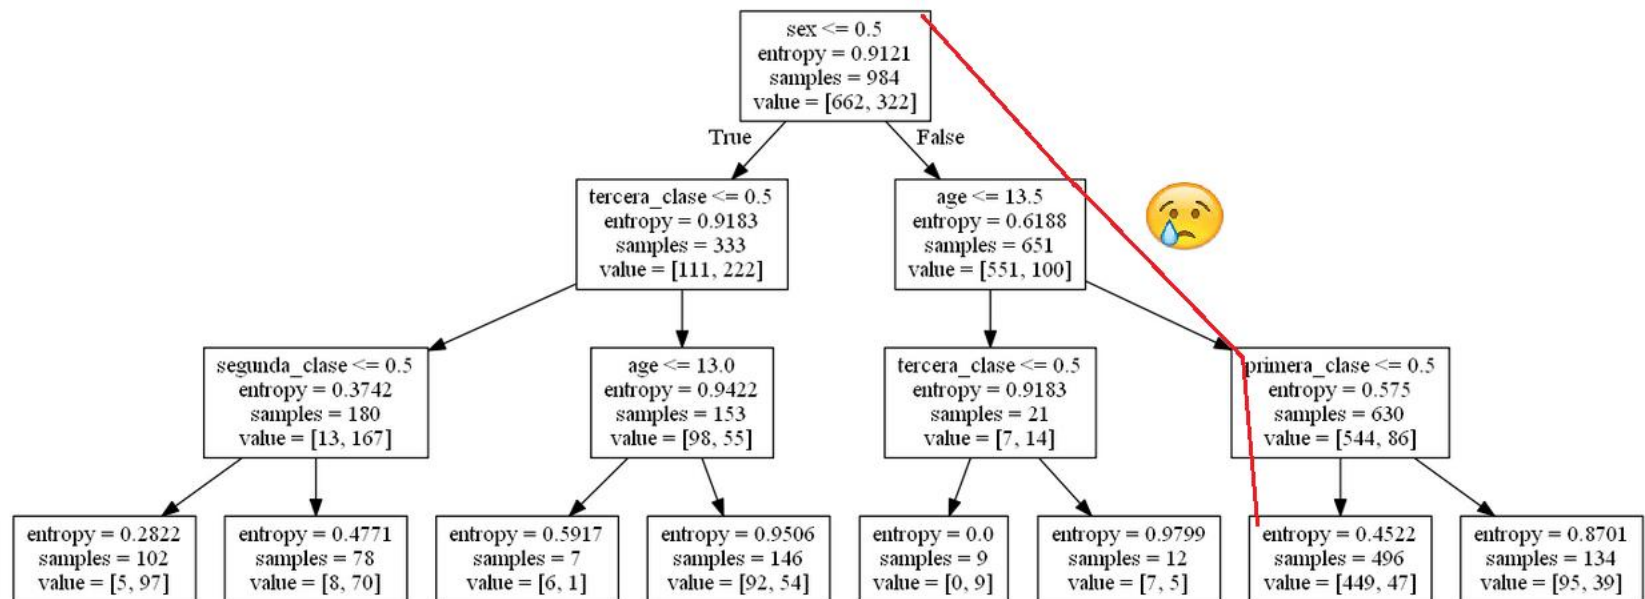 sex <= 0.5
entropy = 0.9121
samples = 984
value = [662, 322]
True
False
tercera_clase <= 0.5
entropy = 0.9183
samples = 333
value = [111, 222]
age <= 13.5
entropy = 0.6188
samples = 651
value = [551, 100]
segunda_clase <= 0.5
entropy = 0.3742
samples = 180
value = [13, 167]
age <= 13.0
entropy = 0.9422
samples = 153
value = [98, 55]
tercera_clase <= 0.5
entropy = 0.9183
samples = 21
value = [7, 14]
primera_clase <= 0.5
entropy = 0.575
samples = 630
value = [544, 86]
entropy = 0.2822
samples = 102
value = [5, 97]
entropy = 0.4771
samples = 78
value = [8, 70]
entropy = 0.5917
samples = 7
value = [6, 1]
entropy = 0.9506
samples = 146
value = [92, 54]
entropy = 0.0
samples = 9
value = [0, 9]
entropy = 0.9799
samples = 12
value = [7, 5]
entropy = 0.4522
samples = 496
value = [449, 47]
entropy = 0.8701
samples = 134
value = [95, 39]